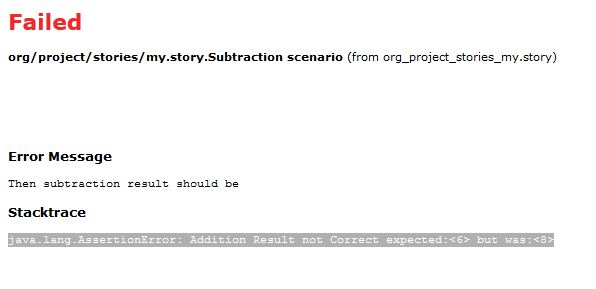 Failed
org/project/stories/my.story.Subtraction scenario (from org_project_stories_my.story)
Error Message
Then subtraction result should be
Stacktrace
java.lang.AssertionError: Addition Result not Correct expected:<6> but was:<8>